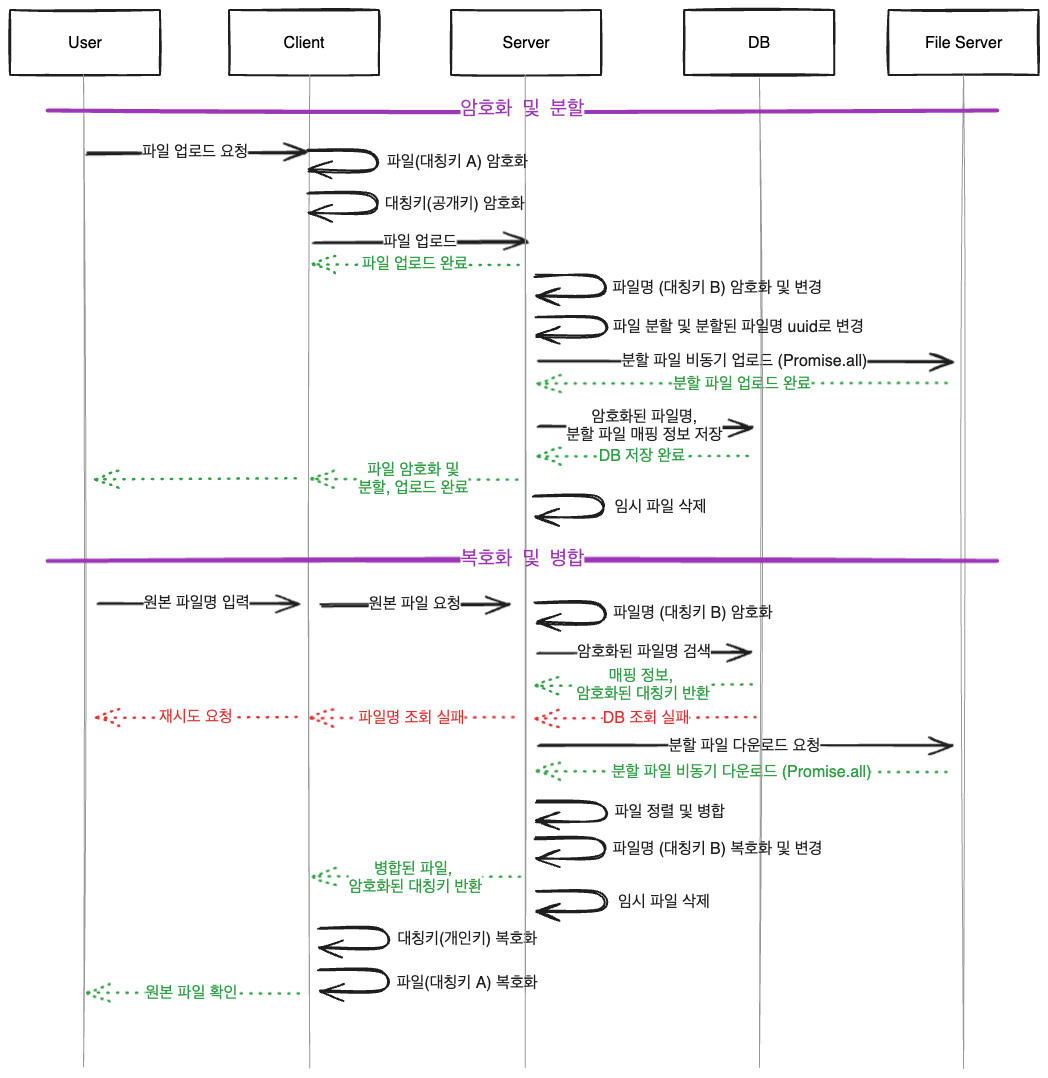 User
Client
Server
DB
File Server
암호화 및 분할
파일 업로드 요청
파일(대칭키 A) 암호화
대칭키(공개키) 암호화
파일 업로드
파일 업로드 완료
파일명 (대칭키 B) 암호화 및 변경
파일 분할 및 분할된 파일명 uuid로 변경
분할 파일 비동기 업로드 (Promise.all)
분할 파일 업로드 완료
암호화된 파일명,
분할 파일 매핑 정보 저장
DB 저장 완료
파일 암호화 및
분할, 업로드 완료
임시 파일 삭제
복호화 및 병합
원본 파일명 입력
원본 파일 요청
파일명 (대칭키 B) 암호화
암호화된 파일명 검색
매핑 정보,
암호화된 대칭키 반환
재시도 요청
파일명 조회 실패
DB 조회 실패
분할 파일 다운로드 요청
분할 파일 비동기 다운로드 (Promise.all)
파일 정렬 및 병합
파일명 (대칭키 B) 복호화 및 변경
병합된 파일,
암호화된 대칭키 반환
임시 파일 삭제
대칭키(개인키) 복호화
파일(대칭키 A) 복호화
원본 파일 확인